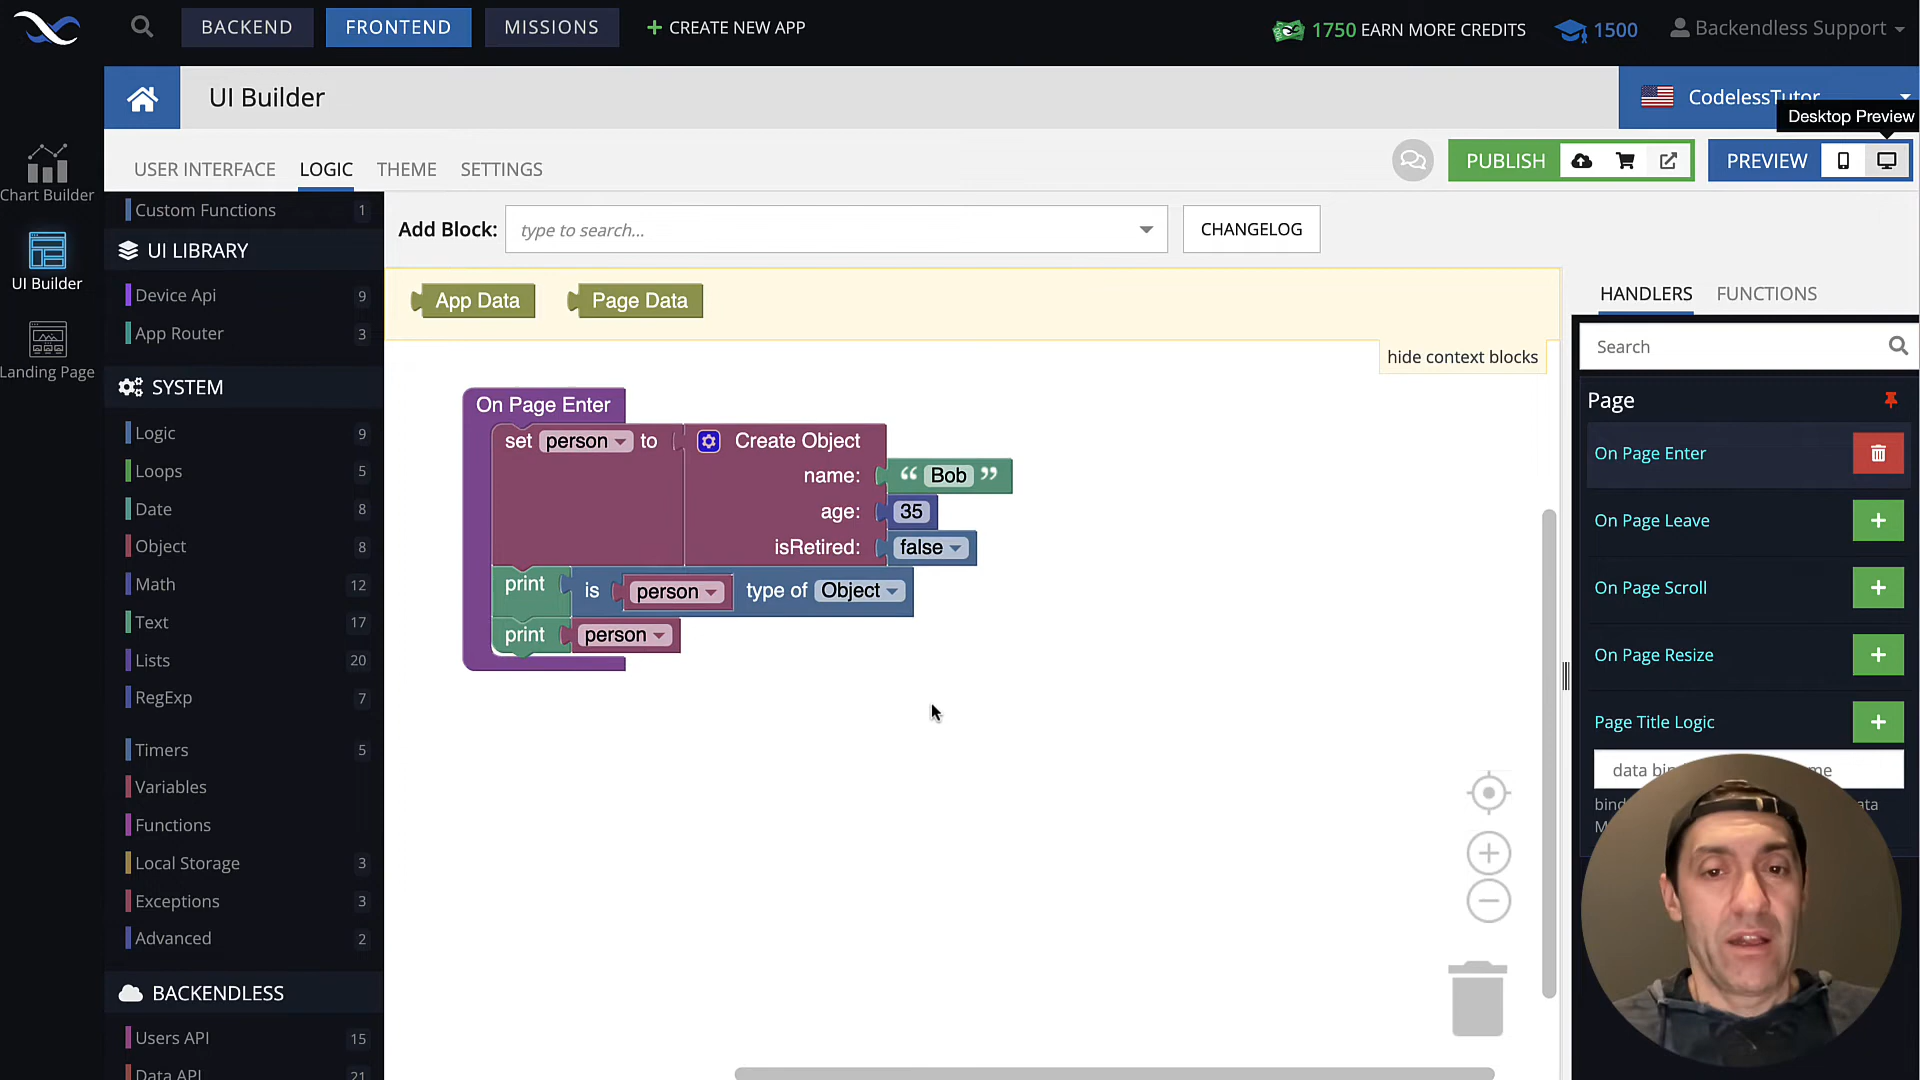 BACKEND
FRONTEND
MISSIONS
+ CREATE NEW APP
1750 EARN MORE CREDITS
1500
Backendless Support
UI Builder
CodelessTutor
Desktop Preview
Chart Builder
UI Builder
Landing Page
USER INTERFACE
LOGIC
THEME
SETTINGS
PUBLISH
PREVIEW
Custom Functions 1
UI LIBRARY
Device Api 9
App Router 3
SYSTEM
Logic 9
Loops 5
Date 8
Object 8
Math 12
Text 17
Lists 20
RegExp 7
Timers 5
Variables
Functions
Local Storage 3
Exceptions 3
Advanced 2
BACKENDLESS
Users API 15
Data API 21
Add Block:
type to search...
CHANGELOG
App Data
Page Data
hide context blocks
On Page Enter
set person to Create Object
name: “ Bob ”
age: 35
isRetired: false
print is person type of Object
print person
HANDLERS
FUNCTIONS
Search
Page
On Page Enter
On Page Leave
On Page Scroll
On Page Resize
Page Title Logic
data